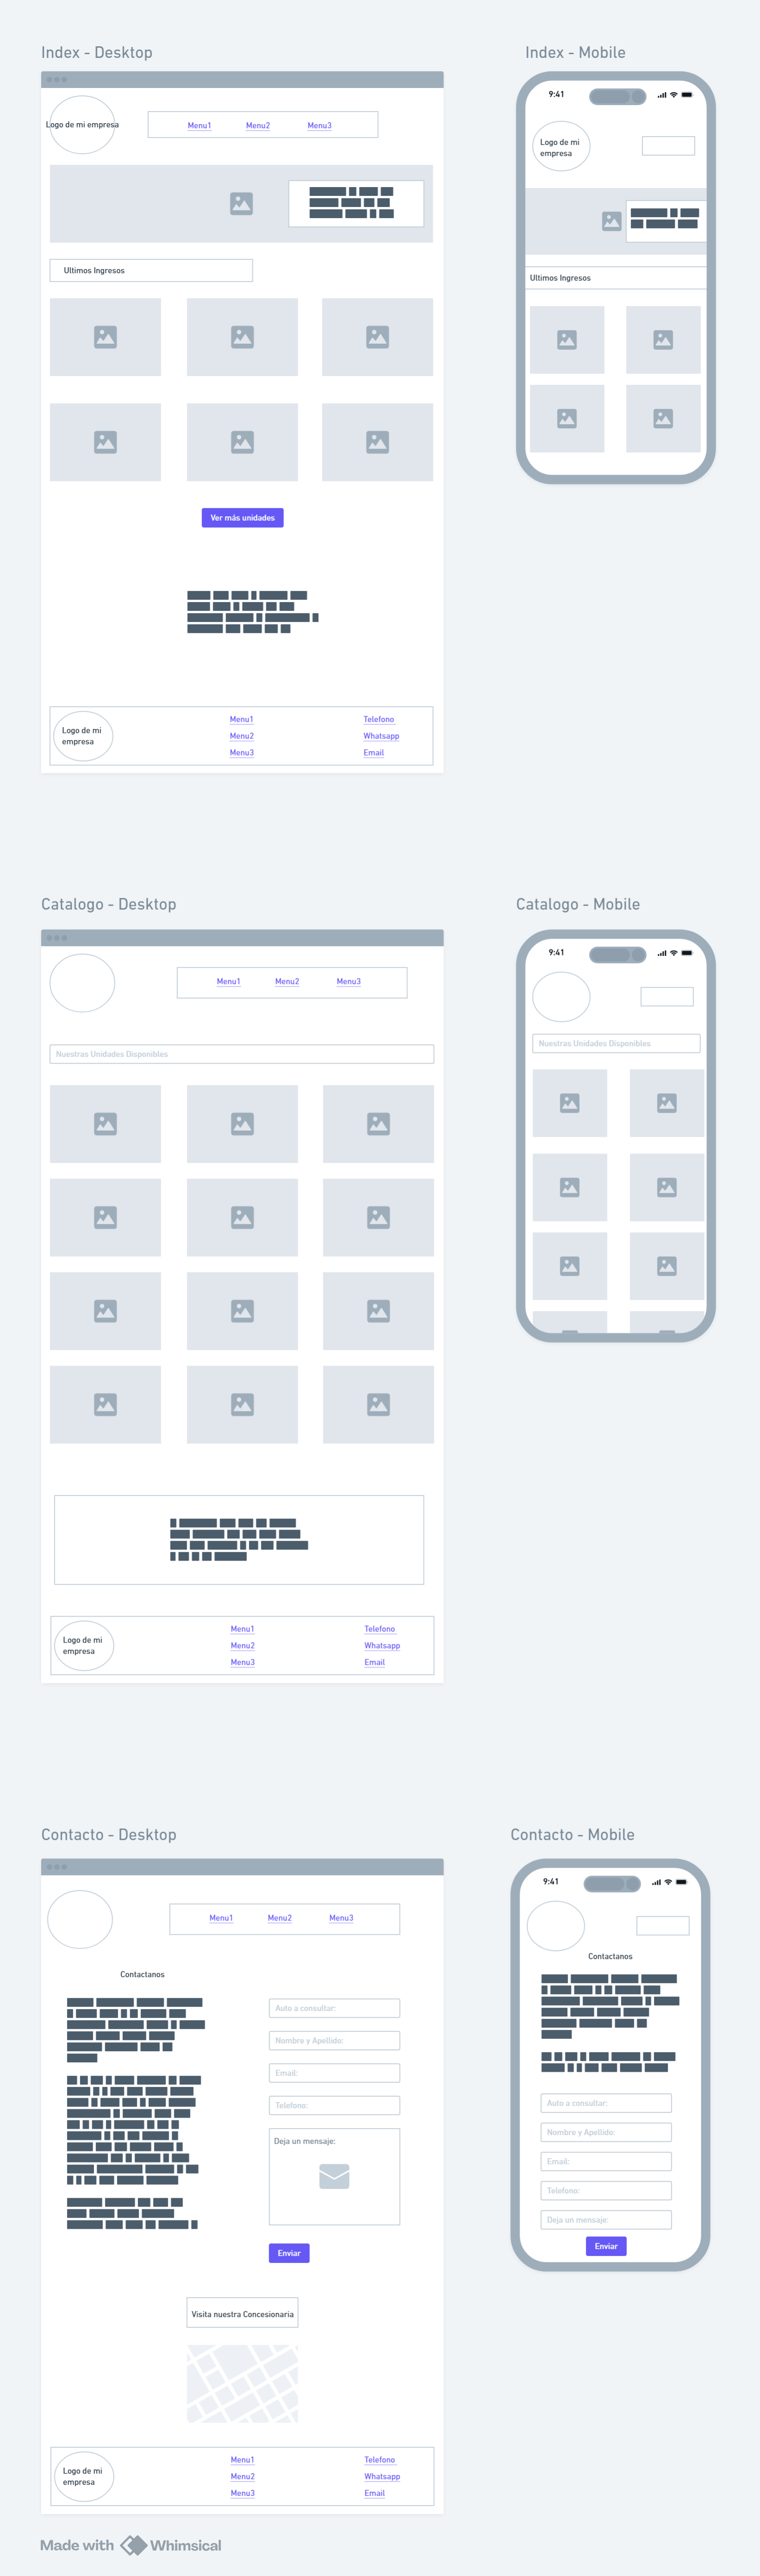 Index - Desktop
Index - Mobile
Logo de mi empresa
Menu1
Menu2
Menu3
Ultimos Ingresos
Ver más unidades
Logo de mi
empresa
Menu1
Menu2
Menu3
Telefono
Whatsapp
Email
9:41
Logo de mi
empresa
Ultimos Ingresos
Catalogo - Desktop
Catalogo - Mobile
Menu1
Menu2
Menu3
Nuestras Unidades Disponibles
Logo de mi
empresa
Menu1
Menu2
Menu3
Telefono
Whatsapp
Email
9:41
Nuestras Unidades Disponibles
Contacto - Desktop
Contacto - Mobile
Menu1
Menu2
Menu3
Contactanos
Auto a consultar:
Nombre y Apellido:
Email:
Telefono:
Deja un mensaje:
Enviar
Visita nuestra Concesionaria
Logo de mi
empresa
Menu1
Menu2
Menu3
Telefono
Whatsapp
Email
9:41
Contactanos
Auto a consultar:
Nombre y Apellido:
Email:
Telefono:
Deja un mensaje:
Enviar
Made with Whimsical